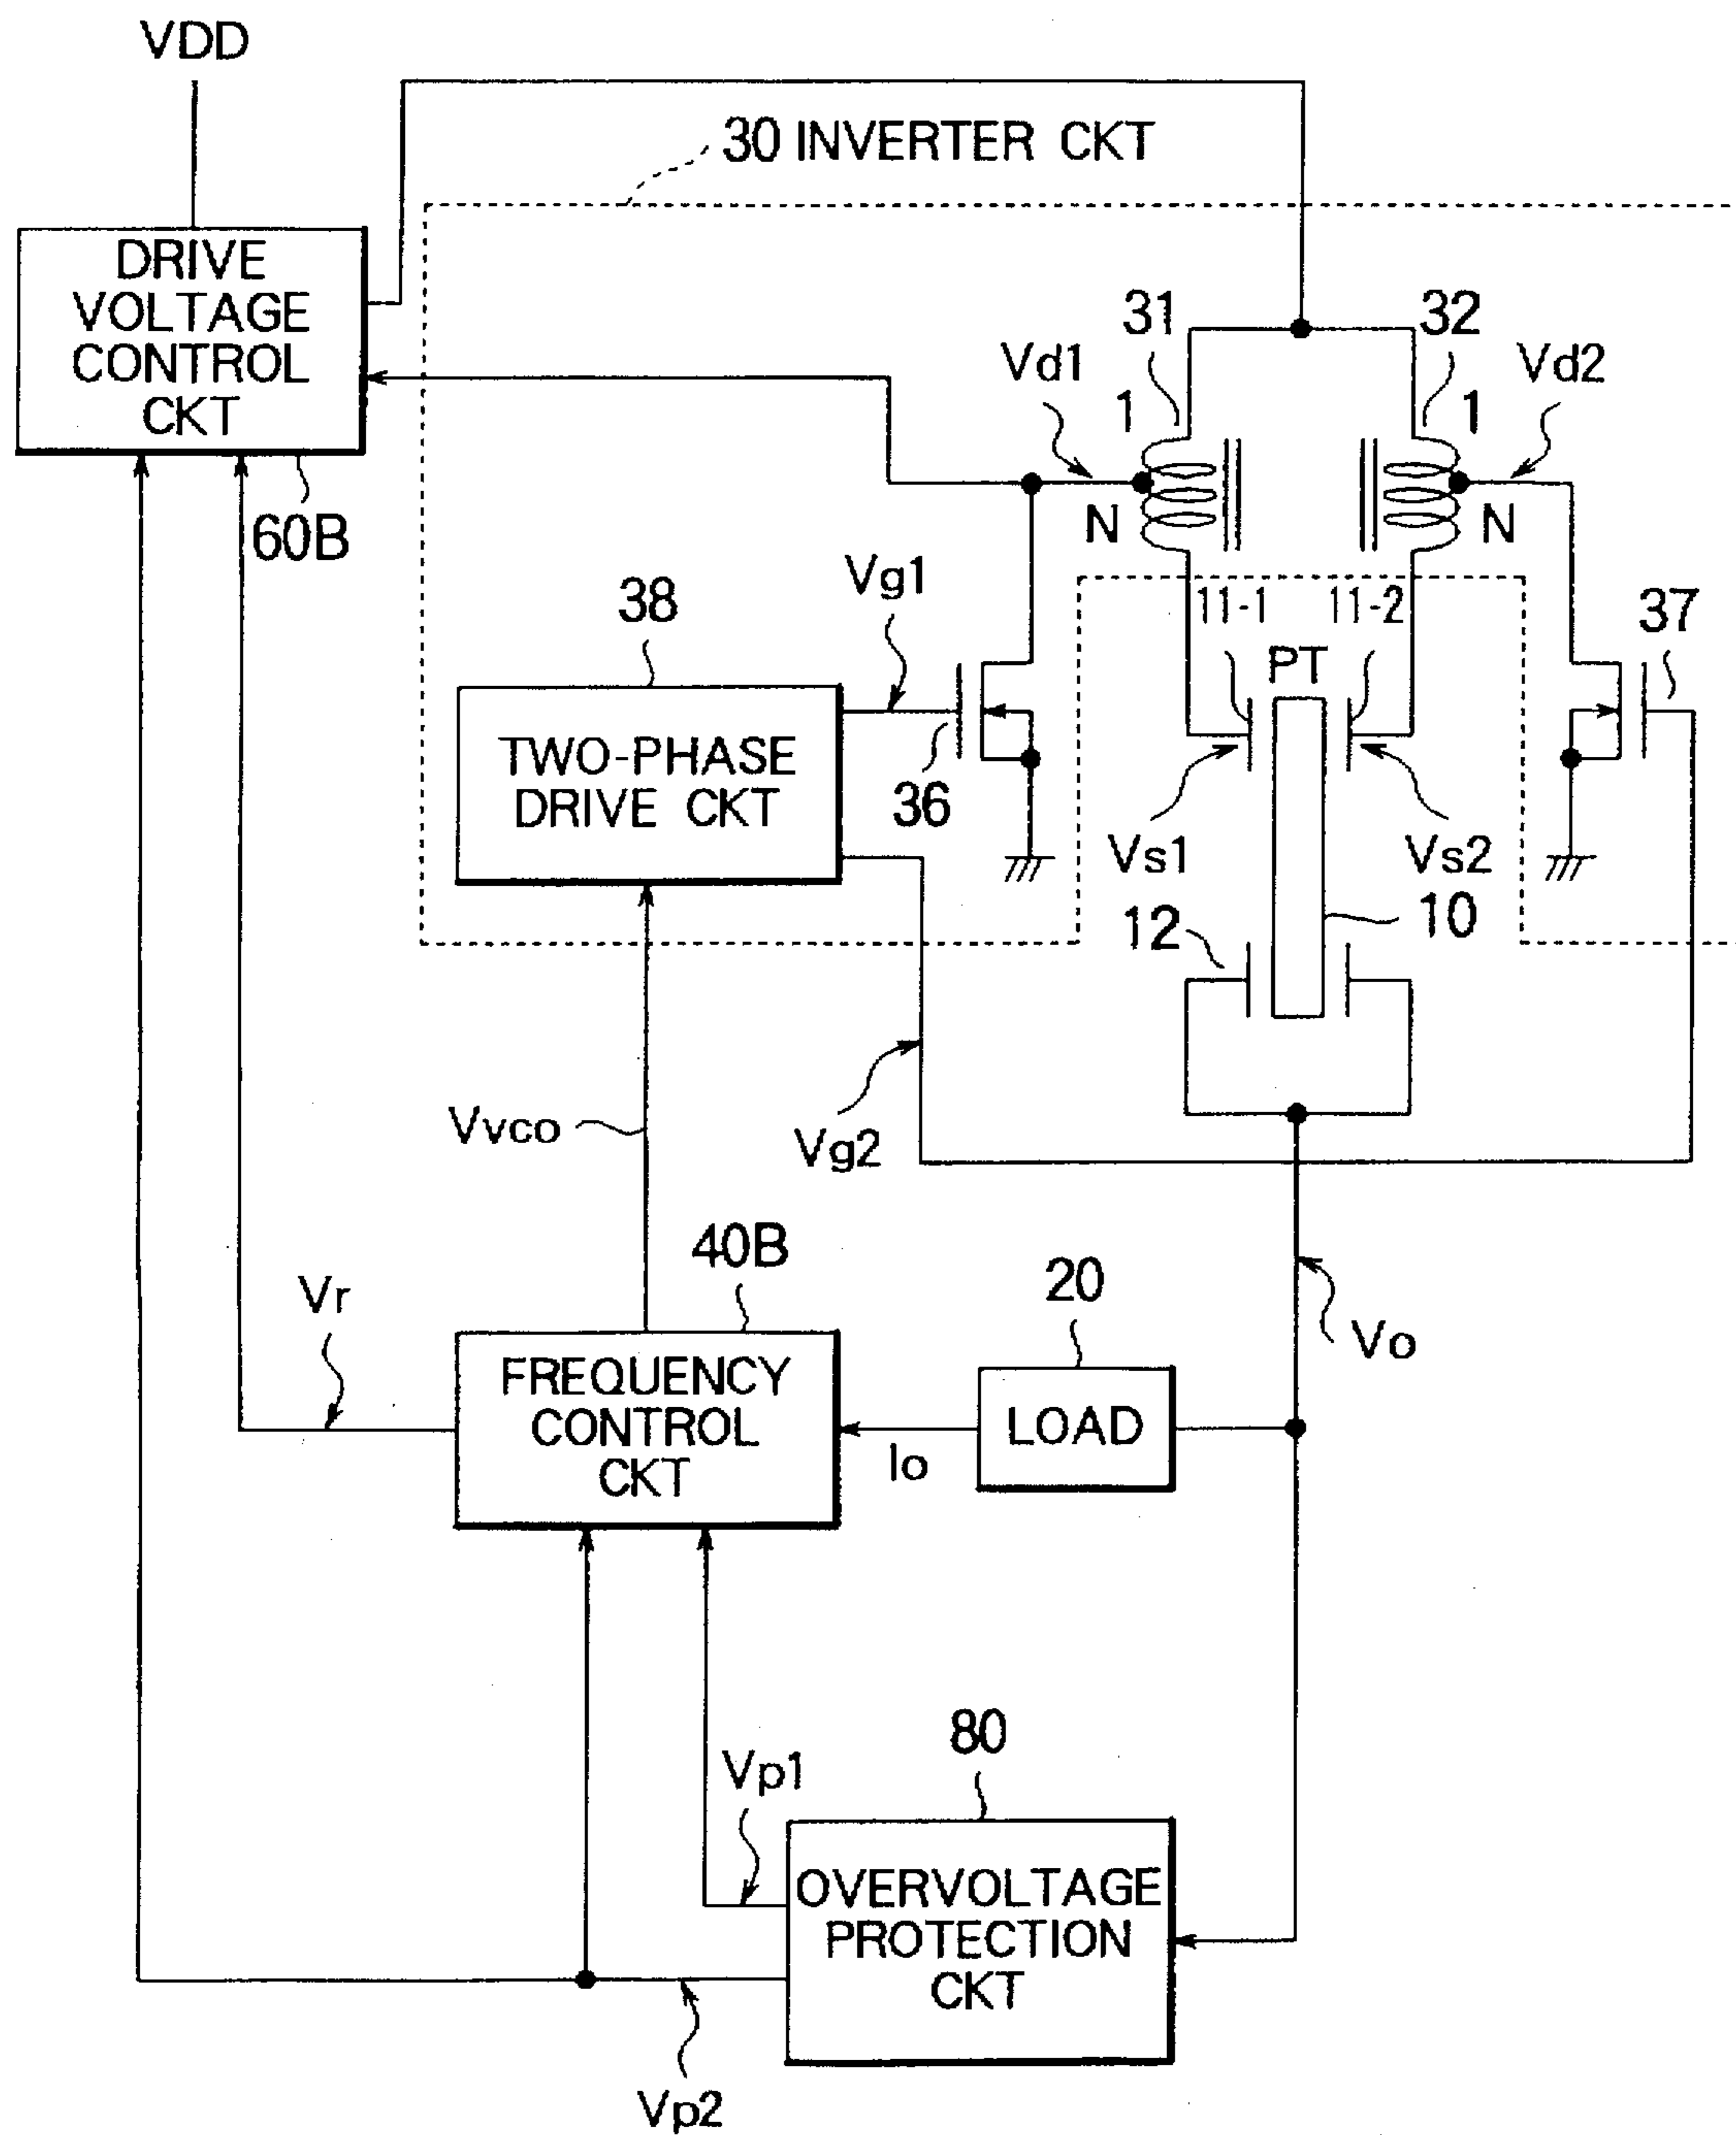 VDD
30 INVERTER CKT
DRIVE
VOLTAGE
CONTROL
CKT
60B
31
32
Vd1
Vd2
1
1
N
N
38
Vg1
11-1
11-2
37
PT
TWO-PHASE
DRIVE CKT
36
Vs1
Vs2
12
10
Vvco
Vg2
40B
20
Vr
Vo
FREQUENCY
CONTROL
CKT
Io
LOAD
80
Vp1
OVERVOLTAGE
PROTECTION
CKT
Vp2